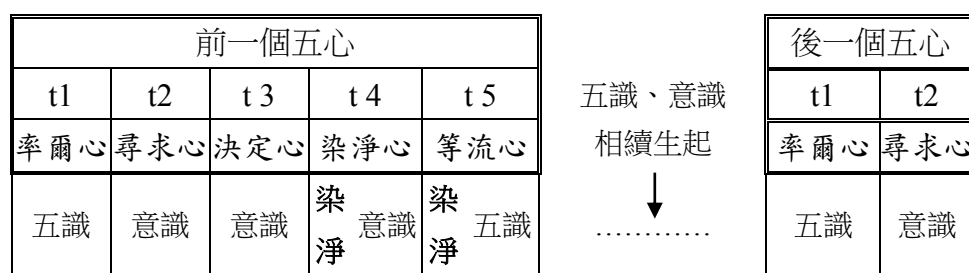 前一個五心 後一個五心
t1 t2 t 3 t 4 t 5 五識、意識 t1 t2
率爾心 尋求心 決定心 染淨心 等流心 相續生起 率爾心 尋求心
五識 意識 意識 染淨 意識 染淨 五識 ………… 五識 意識